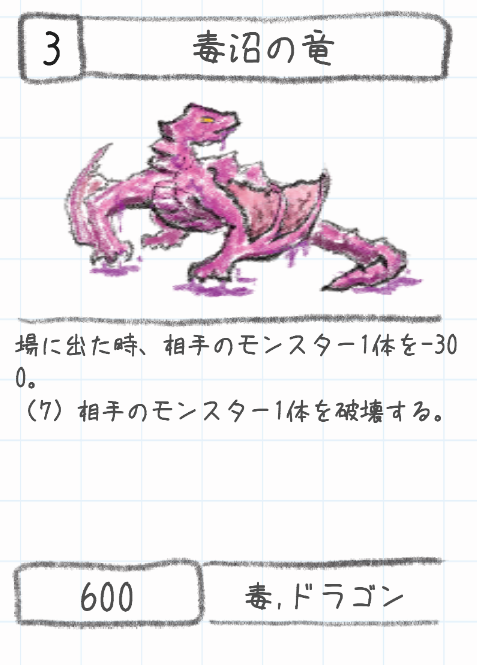 3
毒沼の竜
場に出た時、相手のモンスター1体を-30
0。
（7）相手のモンスター1体を破壊する。
600
毒,ドラゴン